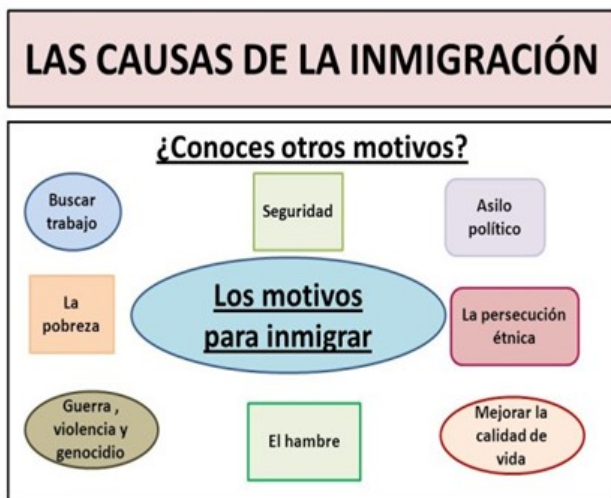 LAS CAUSAS DE LA INMIGRACIÓN
¿Conoces otros motivos?
Buscar
trabajo
Seguridad
Asilo
político
La
pobreza
Los motivos
para inmigrar
La persecución
étnica
Guerra ,
violencia y
genocidio
El hambre
Mejorar la
calidad de
vida